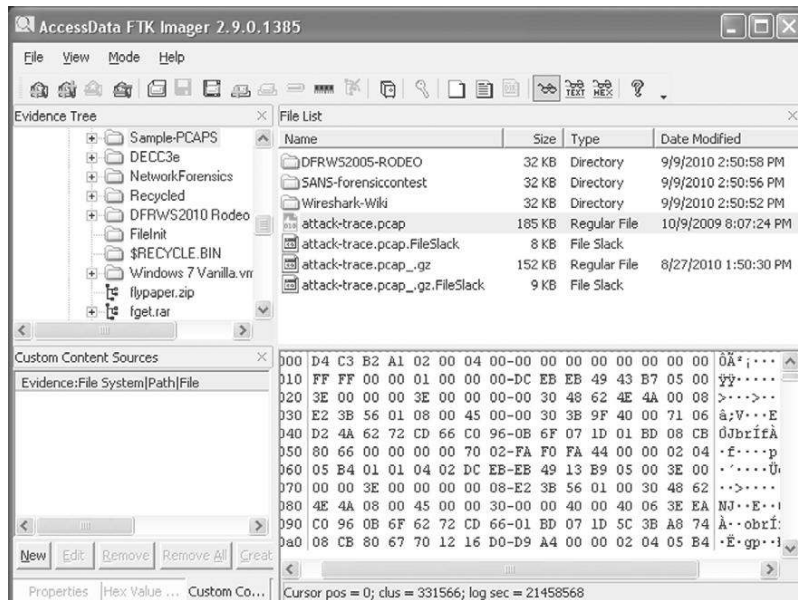 AccessData FTK Imager 2.9.0.1385
File View Mode Help
Evidence Tree
Sample-PCAPS
DECC3e
NetworkForensics
Recycled
DFRWS2010 Rodeo
FileInit
$RECYCLE.BIN
Windows 7 Vanilla.vm
flypaper.zip
fget.rar
File List
Name Size Type Date Modified
DFRWS2005-RODEO 32 KB Directory 9/9/2010 2:50:58 PM
SANS-forensiccontest 32 KB Directory 9/9/2010 2:50:56 PM
Wireshark-Wiki 32 KB Directory 9/9/2010 2:50:52 PM
attack-trace.pcap 185 KB Regular File 10/9/2009 8:07:24 PM
attack-trace.pcap.FileSlack 8 KB File Slack
attack-trace.pcap_.gz 152 KB Regular File 8/27/2010 1:50:30 PM
attack-trace.pcap_.gz.FileSlack 9 KB File Slack
Custom Content Sources
Evidence:File System|Path|File
New Edit Remove Remove All Creat
Properties Hex Value ... Custom Co...
000 D4 C3 B2 A1 02 00 04 00-00 00 00 00 00 00 00 00 ÔÃ²¡····
010 FF FF 00 00 01 00 00 00-DC EB EB 49 43 B7 05 00 ÿÿ·····
020 3E 00 00 00 3E 00 00 00-00 30 48 62 4E 4A 00 08 >···>··
030 E2 3B 56 01 08 00 45 00-00 30 3B 9F 40 00 71 06 â;V···E
040 D2 4A 62 72 CD 66 C0 96-0B 6F 07 1D 01 BD 08 CB ÒJbrÍfÀ
050 80 66 00 00 00 00 70 02-FA F0 FA 44 00 00 02 04 ·f····p
060 05 B4 01 01 04 02 DC EB-EB 49 13 B9 05 00 3E 00 ·´····Ü
070 00 00 3E 00 00 00 00 08-E2 3B 56 01 00 30 48 62 ··>····
080 4E 4A 08 00 45 00 00 30-00 00 40 00 40 06 3E EA NJ··E··
090 C0 96 0B 6F 62 72 CD 66-01 BD 07 1D 5C 3B A8 74 À··obrÍ
0a0 08 CB 80 67 70 12 16 D0-D9 A4 00 00 02 04 05 B4 ·Ë·gp··
Cursor pos = 0; clus = 331566; log sec = 21458568